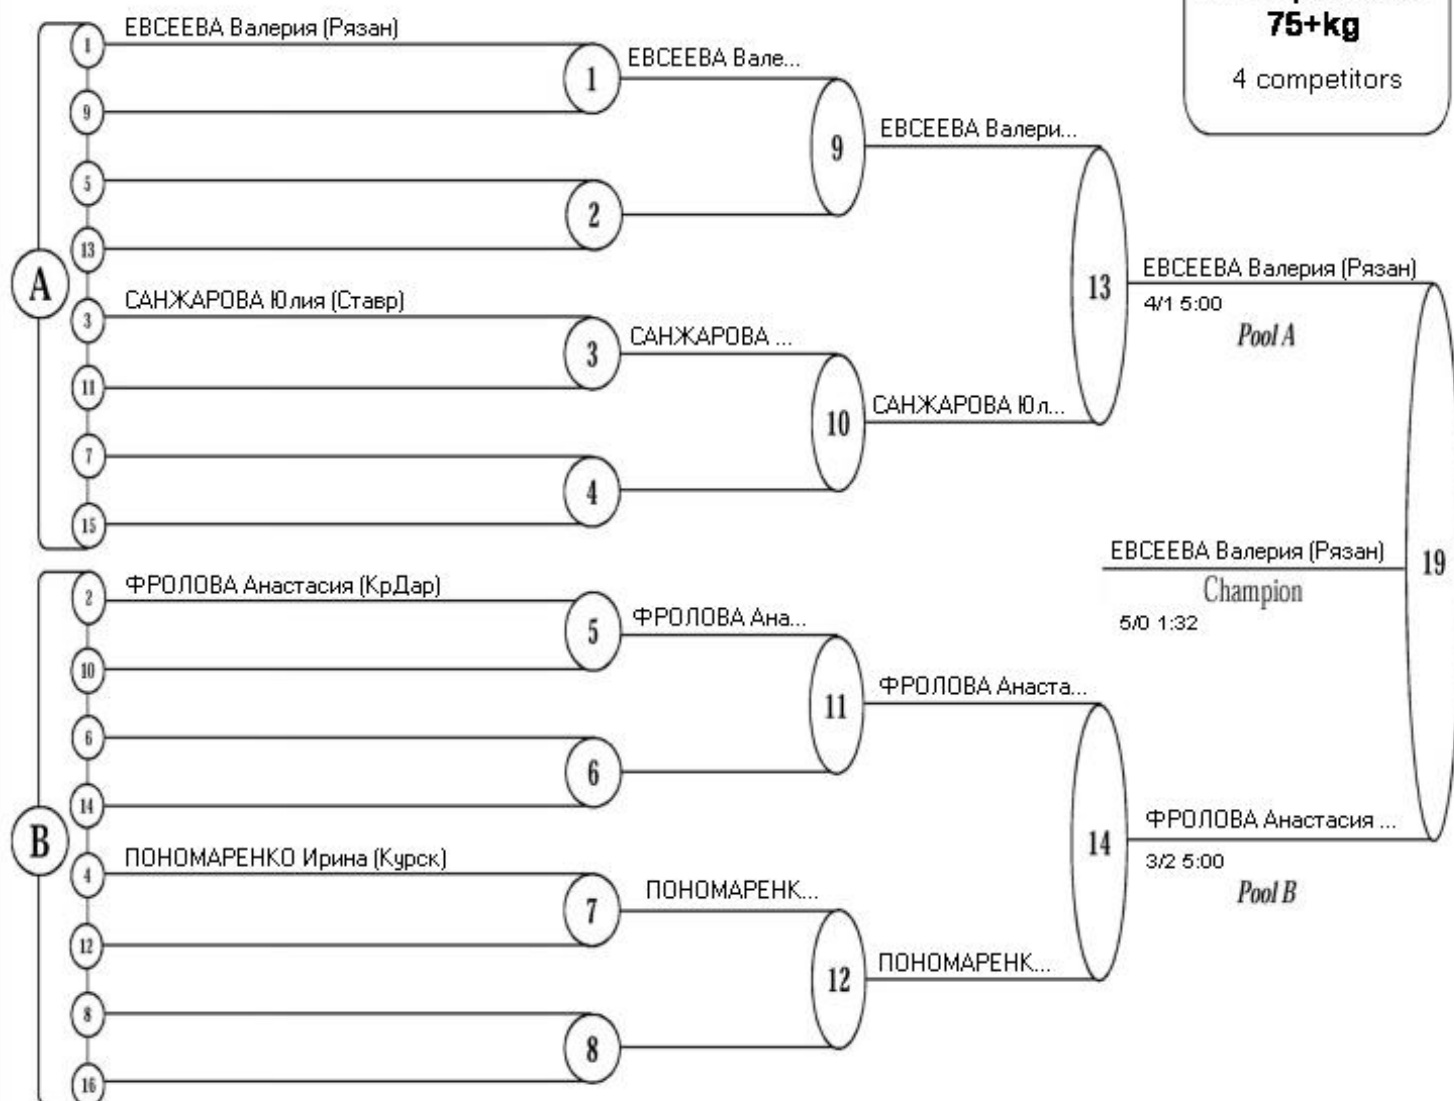 75+kg
4 competitors
A
1
ЕВСЕЕВА Валерия (Рязан)
9
5
13
3
САНЖАРОВА Юлия (Ставр)
11
7
15
B
2
ФРОЛОВА Анастасия (КрДар)
10
6
14
4
ПОНОМАРЕНКО Ирина (Курск)
12
8
16
1
2
3
4
5
6
7
8
ЕВСЕЕВА Вале...
САНЖАРОВА ...
ФРОЛОВА Ана...
ПОНОМАРЕНК...
9
10
11
12
ЕВСЕЕВА Валери...
САНЖАРОВА Юл...
ФРОЛОВА Анаста...
ПОНОМАРЕНК...
13
14
ЕВСЕЕВА Валерия (Рязан)
4/1 5:00
Pool A
ЕВСЕЕВА Валерия (Рязан)
Champion
5/0 1:32
19
ФРОЛОВА Анастасия ...
3/2 5:00
Pool B